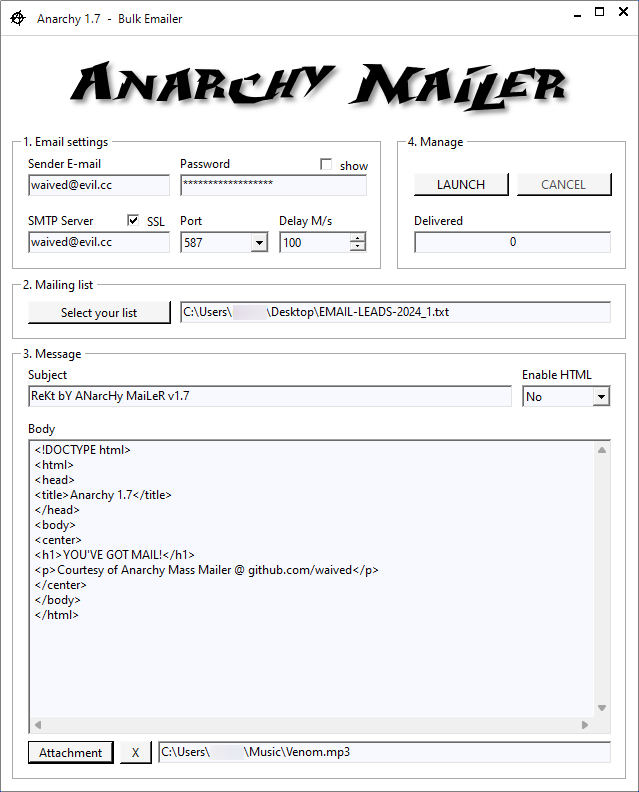 Anarchy 1.7 - Bulk Emailer
Anarchy Mailer
1. Email settings
Sender E-mail
Password
show
waived@evil.cc
******************
SMTP Server
SSL
Port
Delay M/s
waived@evil.cc
587
100
4. Manage
LAUNCH
CANCEL
Delivered
0
2. Mailing list
Select your list
C:\Users\ \Desktop\EMAIL-LEADS-2024_1.txt
3. Message
Subject
Enable HTML
ReKt bY ANarcHy MaiLeR v1.7
No
Body
<!DOCTYPE html>
<html>
<head>
<title>Anarchy 1.7</title>
</head>
<body>
<center>
<h1>YOU'VE GOT MAIL!</h1>
<p>Courtesy of Anarchy Mass Mailer @ github.com/waived</p>
</center>
</body>
</html>
Attachment
X
C:\Users\ \Music\Venom.mp3